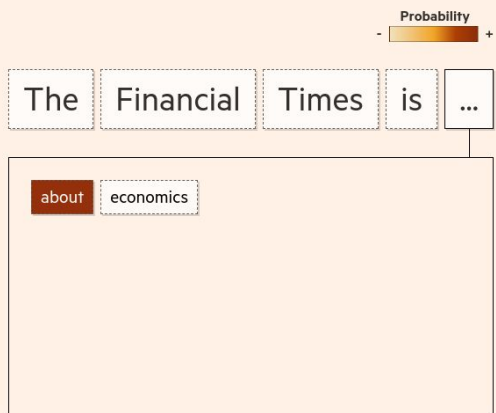 Probability
- +
The Financial Times is ...
about economics